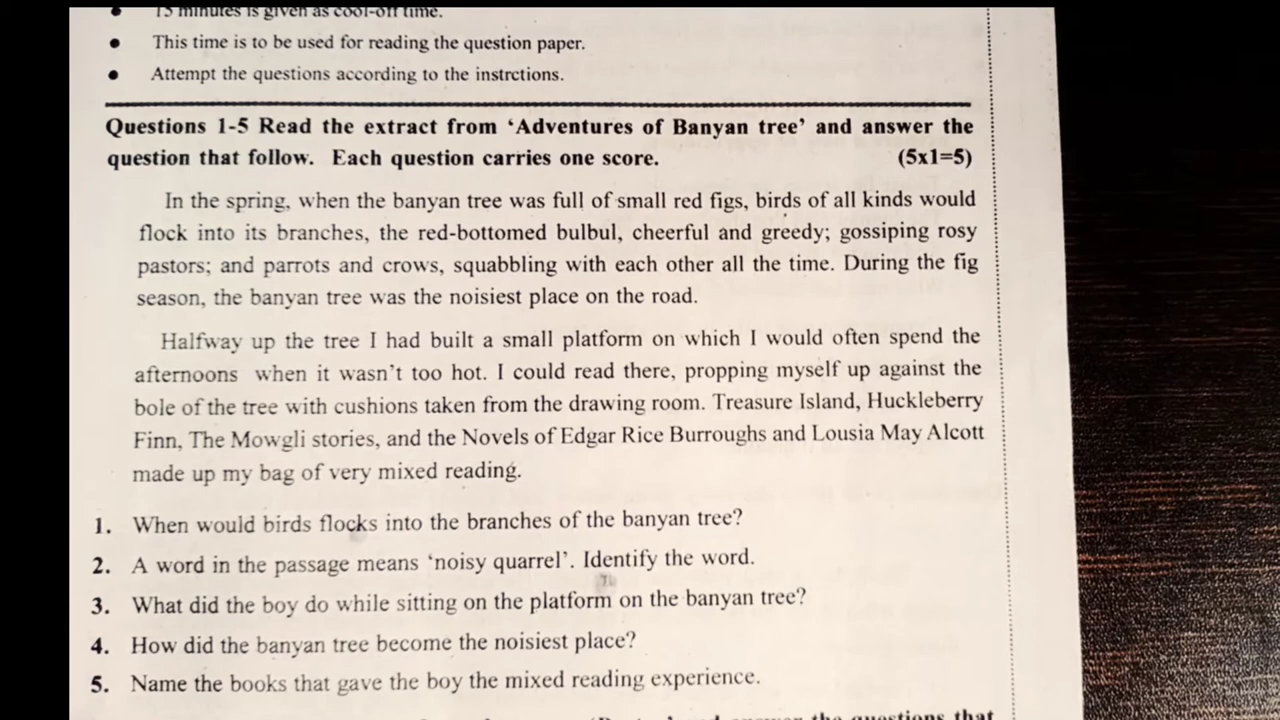 • 15 minutes is given as cool-off time.
• This time is to be used for reading the question paper.
• Attempt the questions according to the instrctions.
Questions 1-5 Read the extract from ‘Adventures of Banyan tree’ and answer the
question that follow. Each question carries one score. (5x1=5)
In the spring, when the banyan tree was full of small red figs, birds of all kinds would
flock into its branches, the red-bottomed bulbul, cheerful and greedy; gossiping rosy
pastors; and parrots and crows, squabbling with each other all the time. During the fig
season, the banyan tree was the noisiest place on the road.
Halfway up the tree I had built a small platform on which I would often spend the
afternoons when it wasn’t too hot. I could read there, propping myself up against the
bole of the tree with cushions taken from the drawing room. Treasure Island, Huckleberry
Finn, The Mowgli stories, and the Novels of Edgar Rice Burroughs and Lousia May Alcott
made up my bag of very mixed reading.
1. When would birds flocks into the branches of the banyan tree?
2. A word in the passage means ‘noisy quarrel’. Identify the word.
3. What did the boy do while sitting on the platform on the banyan tree?
4. How did the banyan tree become the noisiest place?
5. Name the books that gave the boy the mixed reading experience.
and answer the questions that